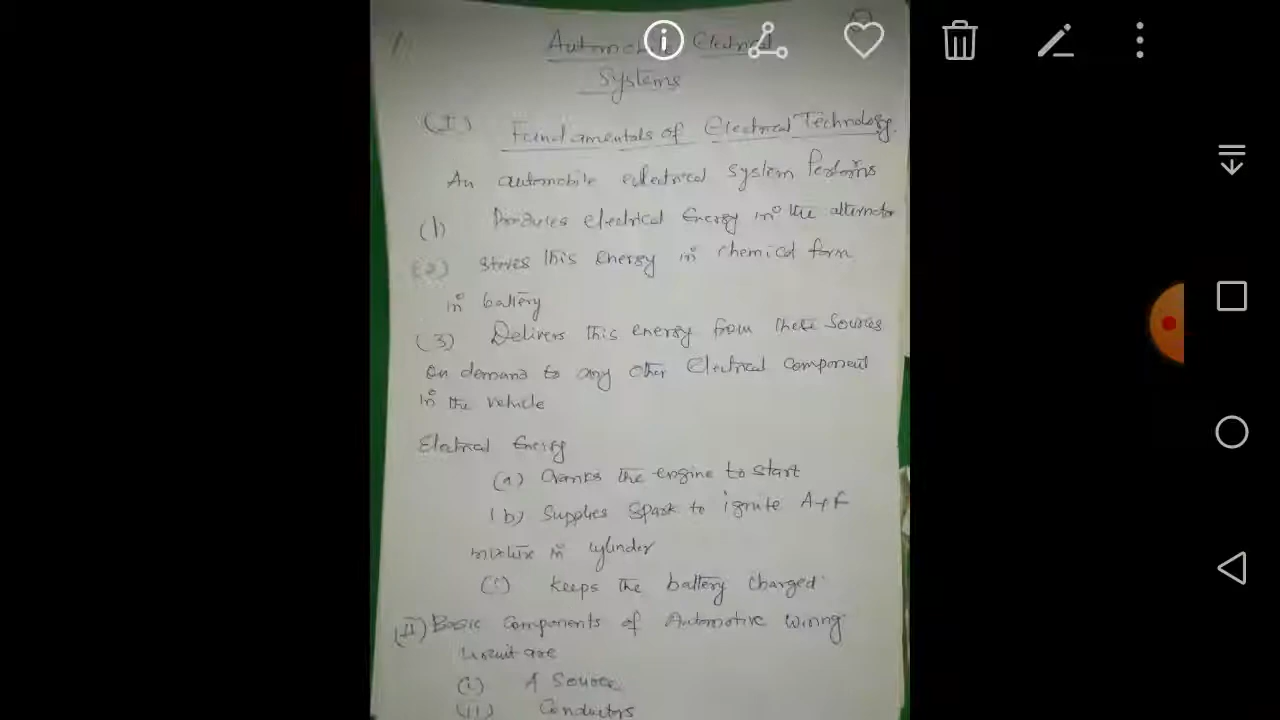 Automobile Electrical
Systems
(I) Fundamentals of Electrical Technology.
An automobile electrical system Performs
(1) Produces electrical Energy in the alternator
(2) Stores this energy in chemical form
in battery
(3) Delivers this energy from these Sources
on demand to any other Electrical component
in the vehicle
Electrical Energy
(a) Cranks the engine to start
(b) Supplies spark to ignite A+F
mixture in cylinder
(c) Keeps the battery charged
(II) Basic Components of Automotive wiring
circuit are
(i) A Source
(ii) Conductors